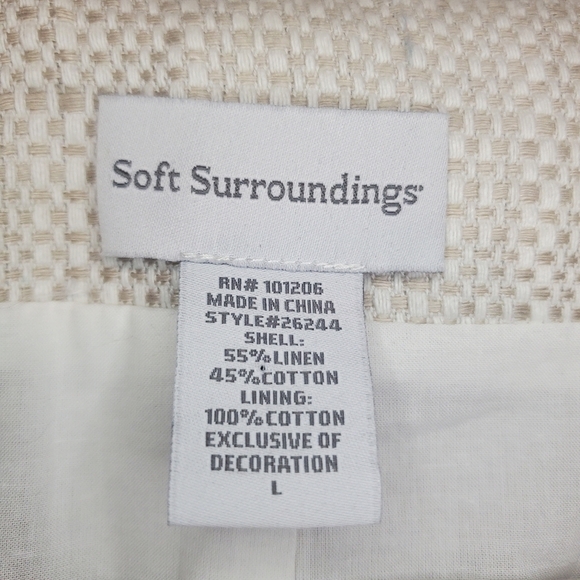 Soft Surroundings
RN# 101206
MADE IN CHINA
STYLE#26244
SHELL:
55%LINEN
45%COTTON
LINING:
100%COTTON
EXCLUSIVE OF
DECORATION
L